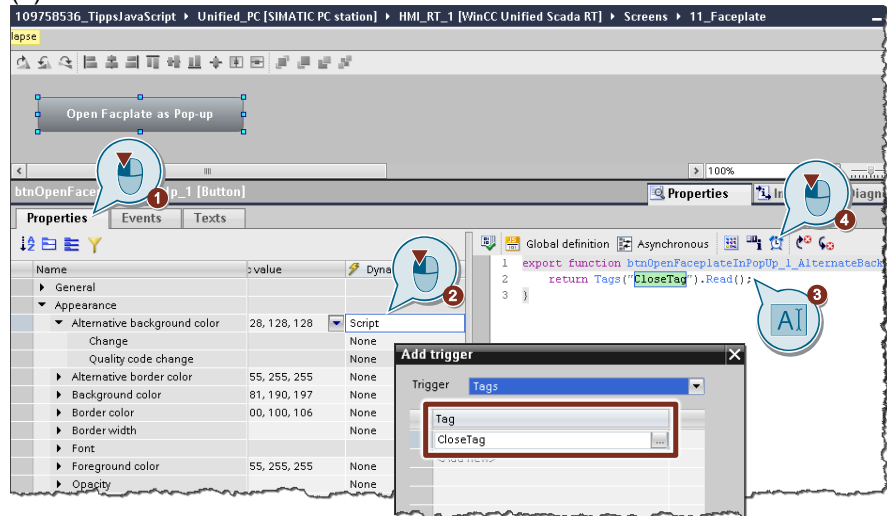 109758536_TippsJavaScript ▸ Unified_PC [SIMATIC PC station] ▸ HMI_RT_1 [WinCC Unified Scada RT] ▸ Screens ▸ 11_Faceplate
lapse
Open Facplate as Pop-up
100%
btnOpenFace p_1 [Button]
Properties
Diagn
1
4
Properties Events Texts
Global definition Asynchronous
Name value Dyna
2
1 export function btnOpenFaceplateInPopUp_1_AlternateBack
2 return Tags("CloseTag").Read();
3 }
3
A
General
Appearance
Alternative background color 28, 128, 128 Script
Change None
Quality code change None
Alternative border color 55, 255, 255 None
Background color 81, 190, 197 None
Border color 00, 100, 106 None
Border width None
Font
Foreground color 55, 255, 255 None
Opacity None
Add trigger X
Trigger Tags
Tag
CloseTag ...